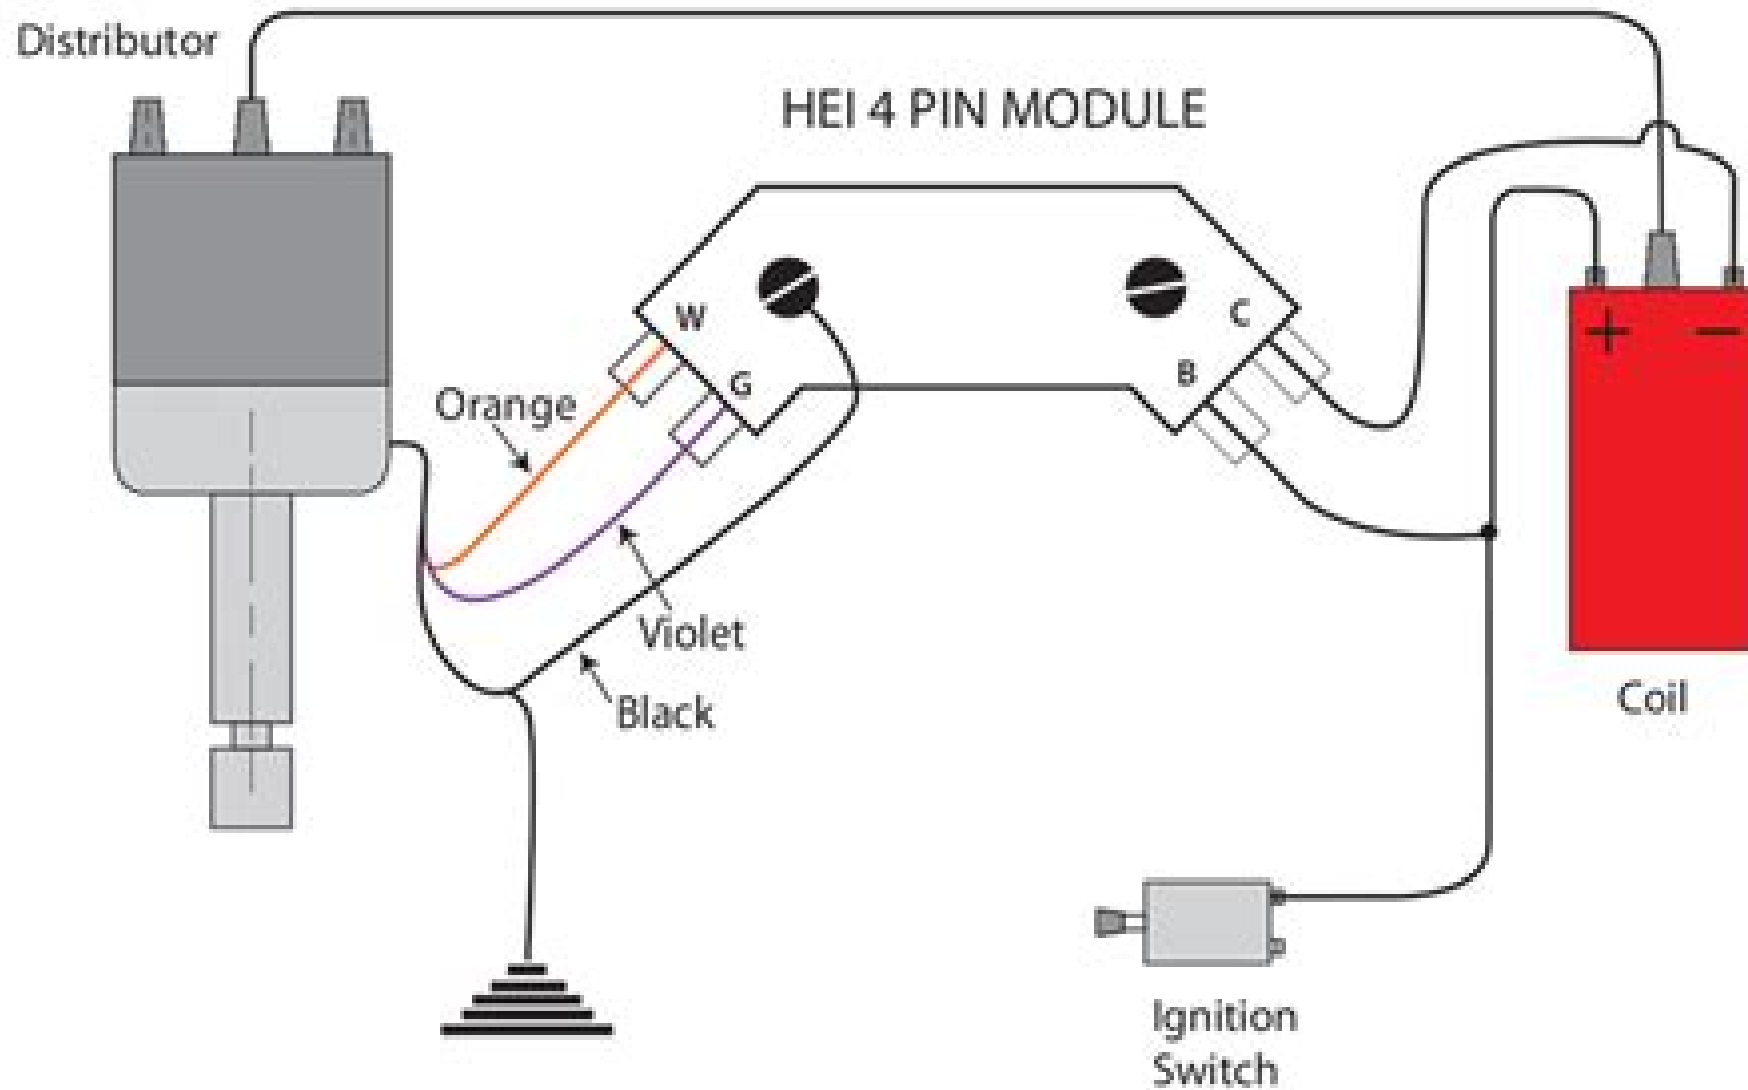 Distributor
HEI 4 PIN MODULE
W
C
G
B
+
—
Orange
Violet
Black
Coil
Ignition
Switch